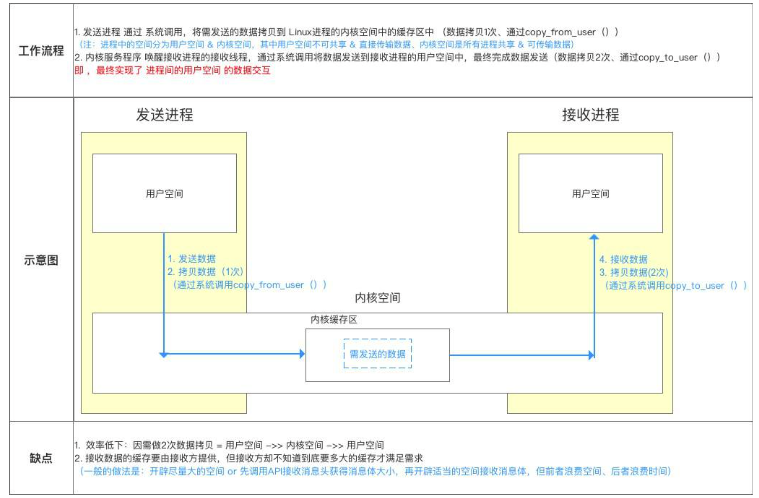 工作流程
1. 发送进程 通过 系统调用，将需发送的数据拷贝到 Linux进程的内核空间中的缓存区中 （数据拷贝1次、通过copy_from_user（））
（注：进程中的空间分为用户空间 & 内核空间，其中用户空间不可共享 & 直接传输数据、内核空间是所有进程共享 & 可传输数据）
2. 内核服务程序 唤醒接收进程的接收线程，通过系统调用将数据发送到接收进程的用户空间中，最终完成数据发送（数据拷贝2次、通过copy_to_user（））
即 ，最终实现了 进程间的用户空间 的数据交互
示意图
发送进程
接收进程
用户空间
用户空间
1. 发送数据
2. 拷贝数据（1次）
（通过系统调用copy_from_user（））
4. 接收数据
3. 拷贝数据(2次)
（通过系统调用copy_to_user（））
内核空间
内核缓存区
需发送的数据
缺点
1. 效率低下：因需做2次数据拷贝 = 用户空间 –>> 内核空间 –>> 用户空间
2. 接收数据的缓存要由接收方提供，但接收方却不知道到底要多大的缓存才满足需求
（一般的做法是：开辟尽量大的空间 or 先调用API接收消息头获得消息体大小，再开辟适当的空间接收消息体，但前者浪费空间、后者浪费时间）